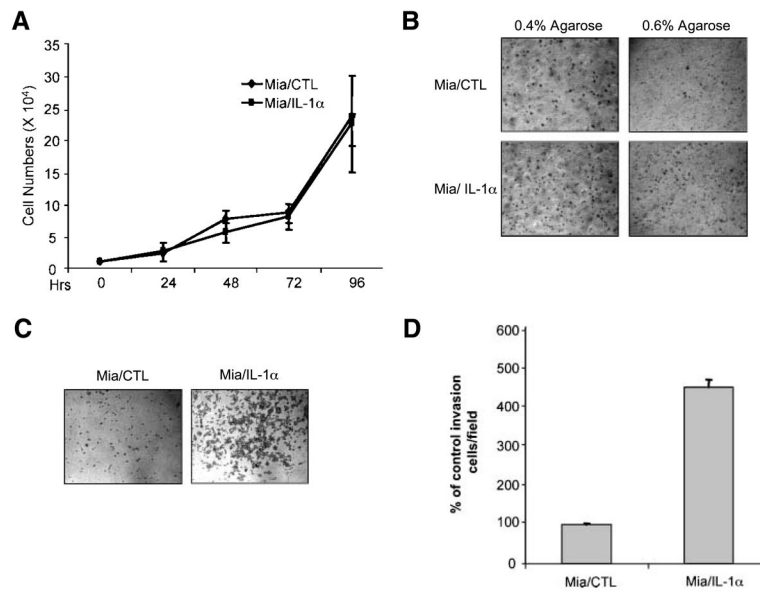 A
35
30
25
20
15
10
5
0
Cell Numbers (X 10⁴)
Mia/CTL
Mia/IL-1α
Hrs 0 24 48 72 96
B
0.4% Agarose 0.6% Agarose
Mia/CTL
Mia/ IL-1α
C
Mia/CTL Mia/IL-1α
D
600
450
400
300
200
100
0
% of control invasion
cells/field
Mia/CTL Mia/IL-1α